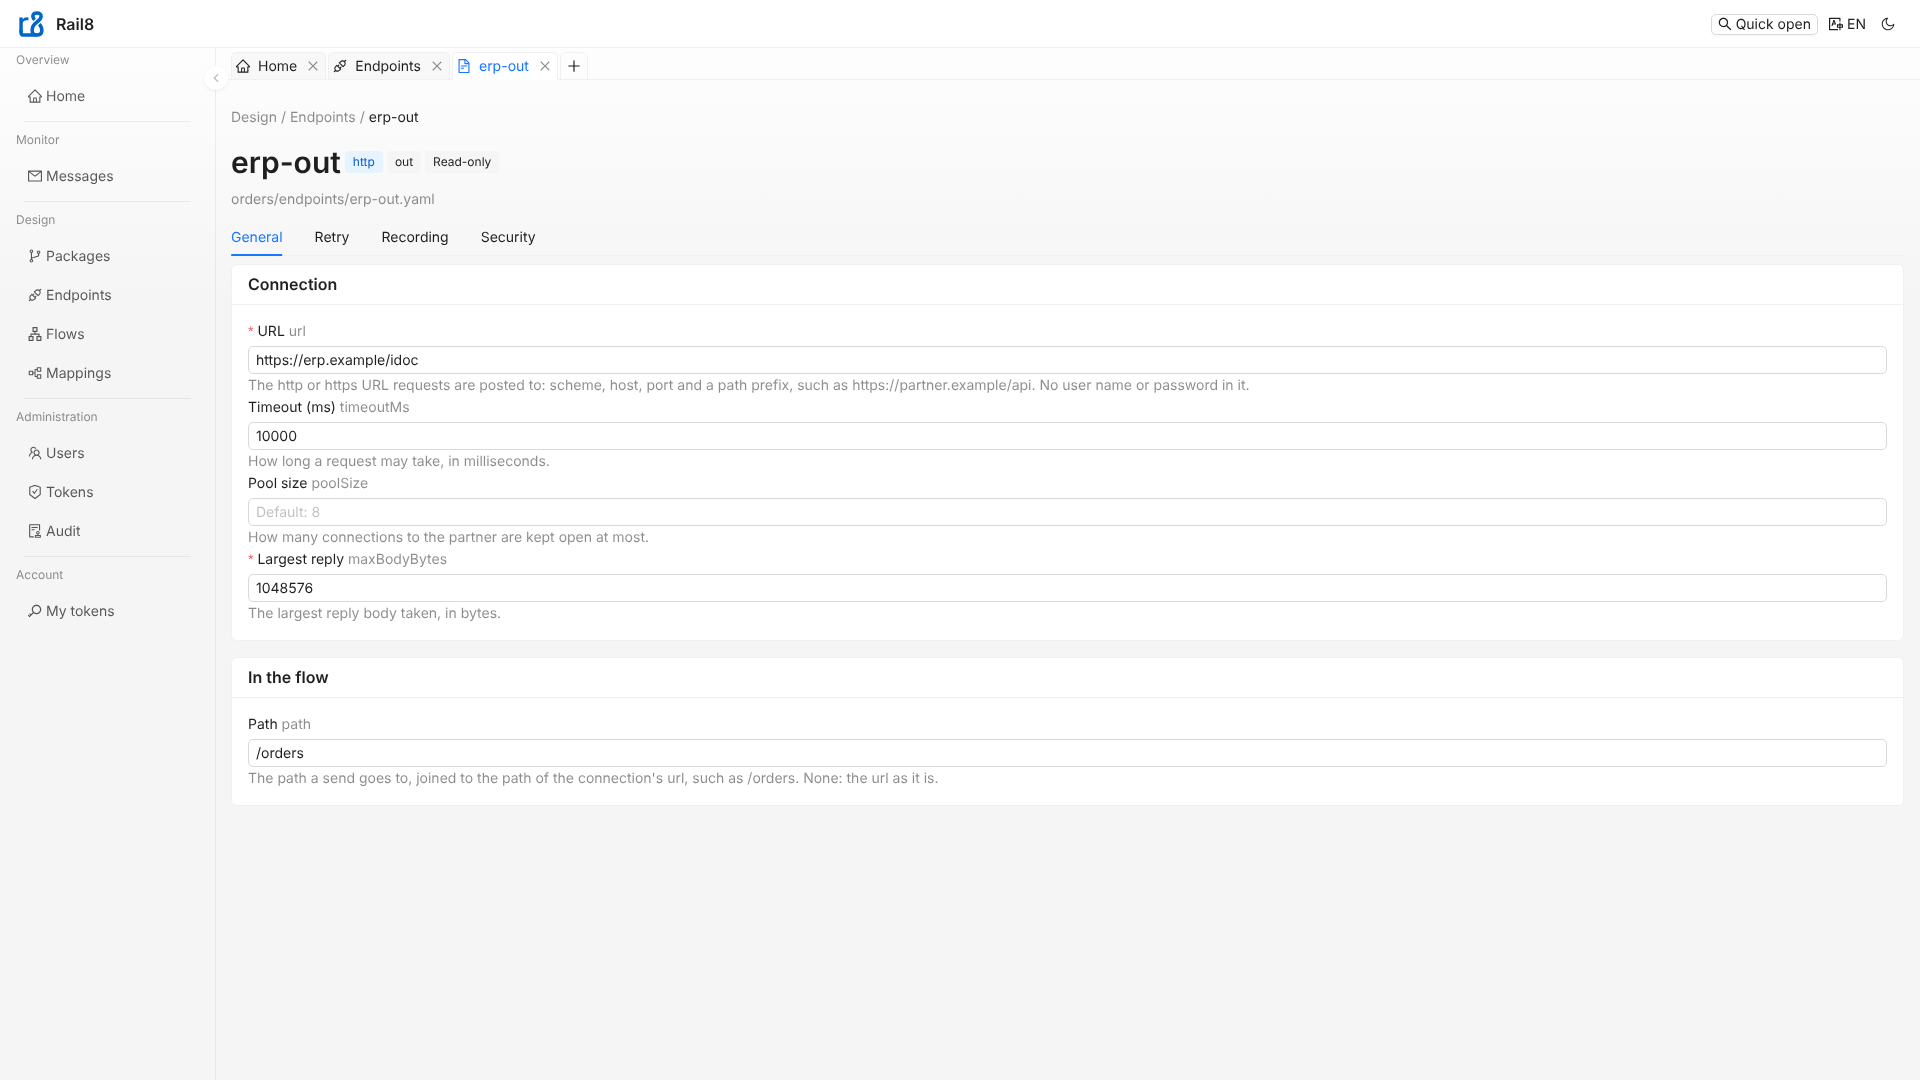 Rail8
Quick open
EN
Overview
Home
Monitor
Messages
Design
Packages
Endpoints
Flows
Mappings
Administration
Users
Tokens
Audit
Account
My tokens
Home
Endpoints
erp-out
Design / Endpoints / erp-out
erp-out http out Read-only
orders/endpoints/erp-out.yaml
General Retry Recording Security
Connection
* URL url
https://erp.example/idoc
The http or https URL requests are posted to: scheme, host, port and a path prefix, such as https://partner.example/api. No user name or password in it.
Timeout (ms) timeoutMs
10000
How long a request may take, in milliseconds.
Pool size poolSize
Default: 8
How many connections to the partner are kept open at most.
* Largest reply maxBodyBytes
1048576
The largest reply body taken, in bytes.
In the flow
Path path
/orders
The path a send goes to, joined to the path of the connection's url, such as /orders. None: the url as it is.